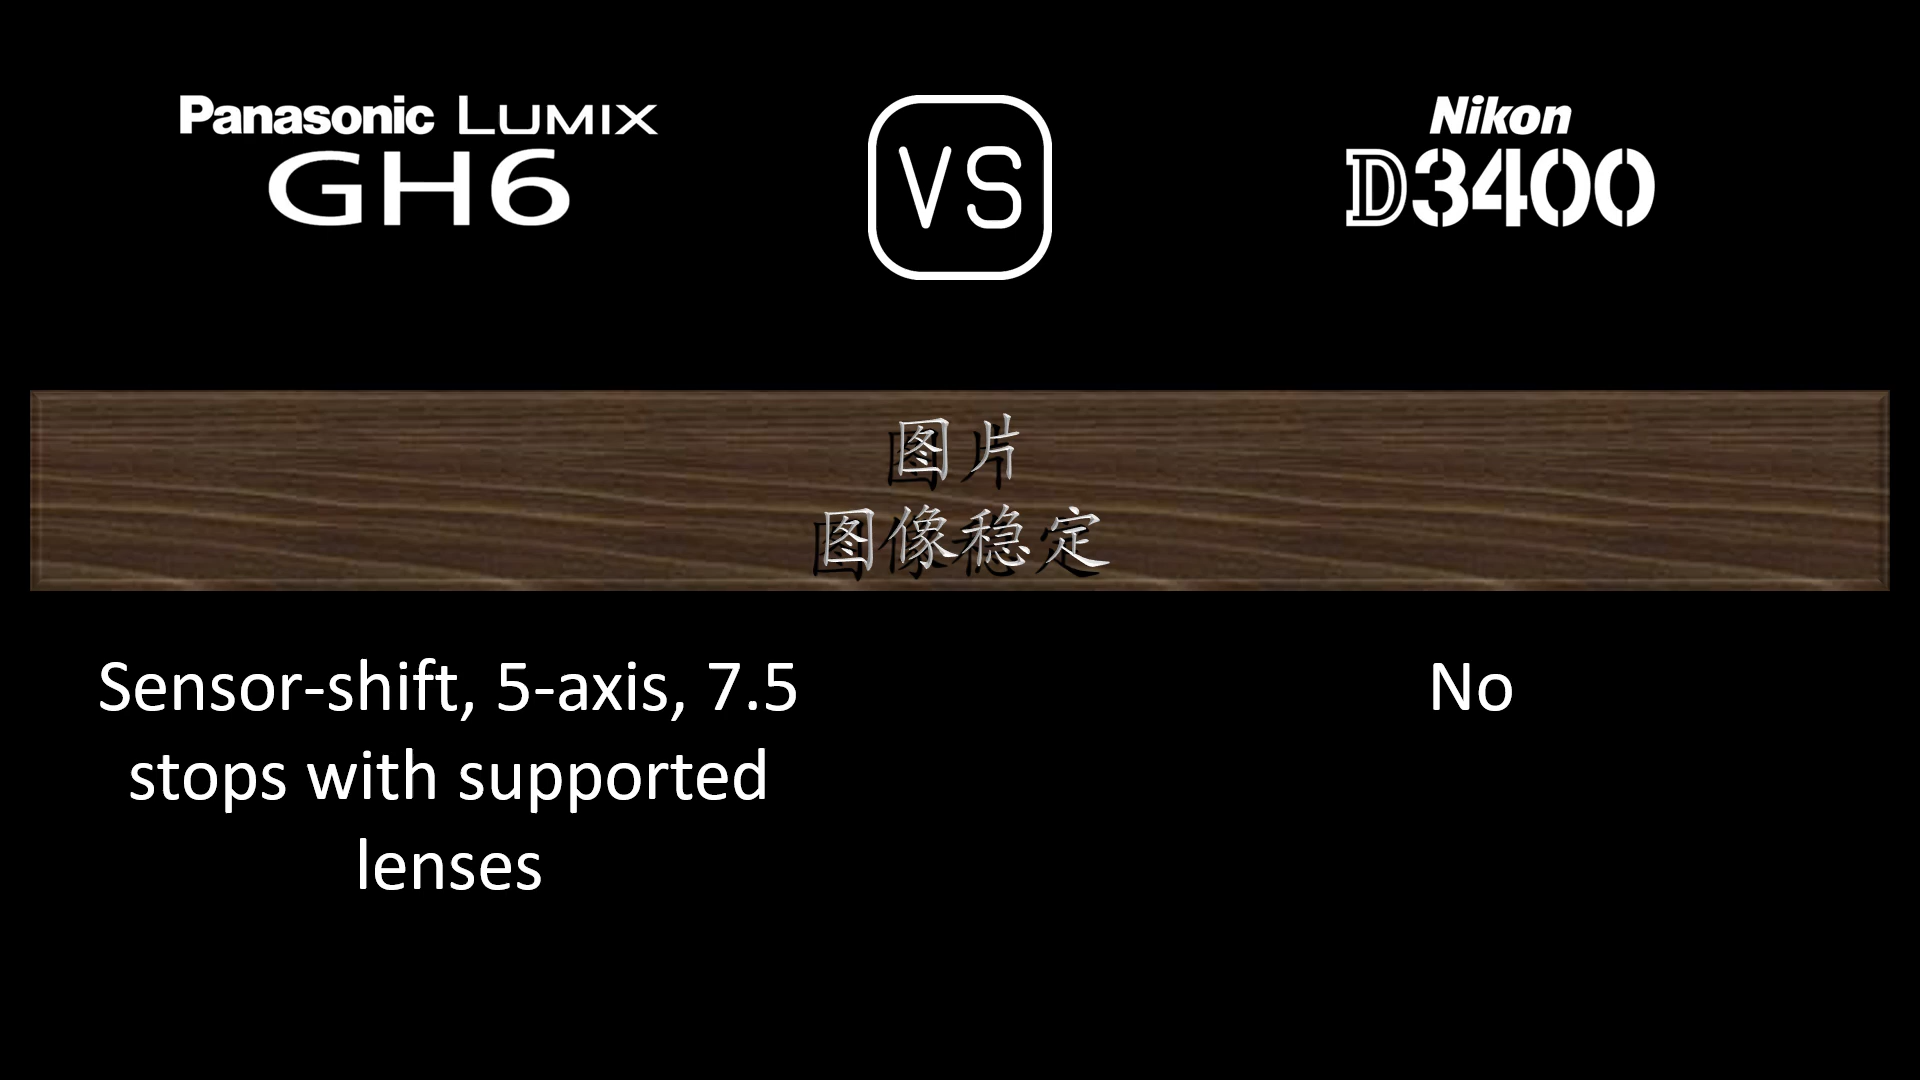 Panasonic LUMIX
GH6
VS
Nikon
D3400
图片
图像稳定
Sensor-shift, 5-axis, 7.5
stops with supported
lenses
No